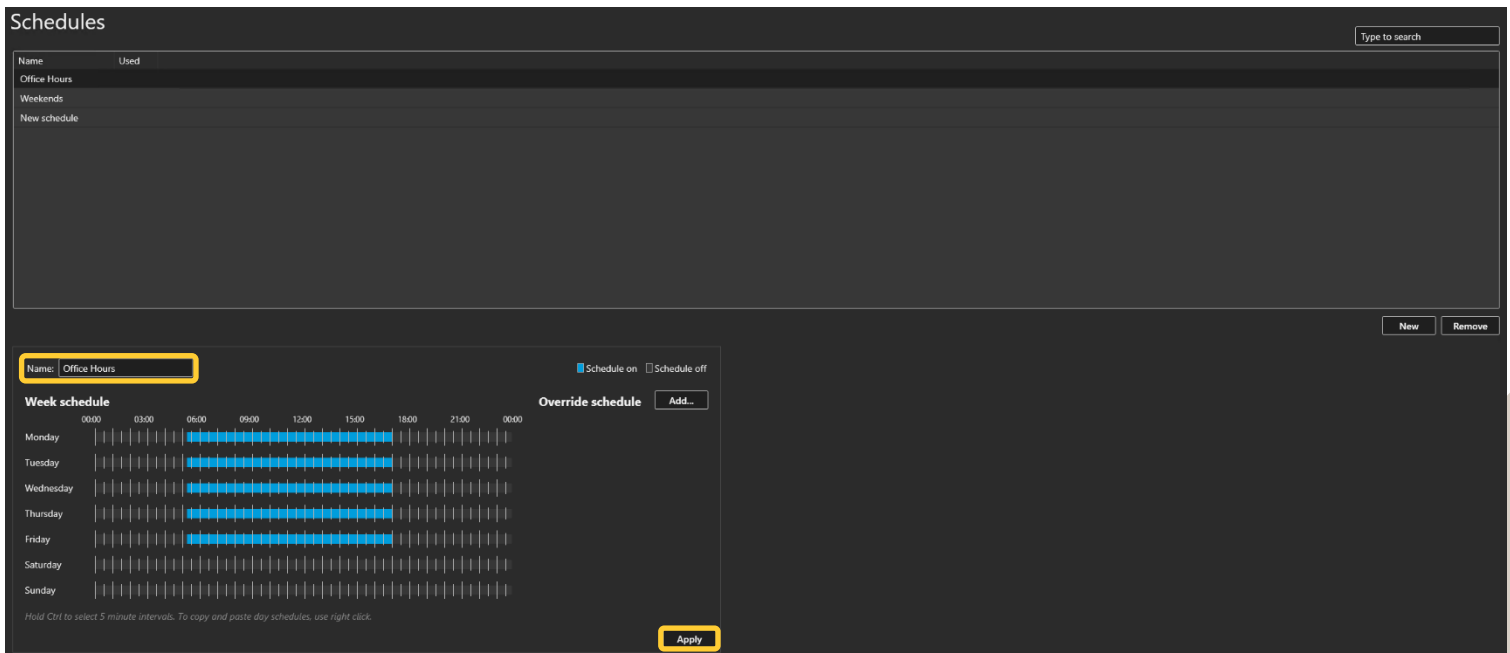 Schedules
Type to search
Name Used
Office Hours
Weekends
New schedule
New Remove
Name: Office Hours
Schedule on Schedule off
Week schedule
Override schedule Add...
00:00 03:00 06:00 09:00 12:00 15:00 18:00 21:00 00:00
Monday
Tuesday
Wednesday
Thursday
Friday
Saturday
Sunday
Hold Ctrl to select 5 minute intervals. To copy and paste day schedules, use right click.
Apply